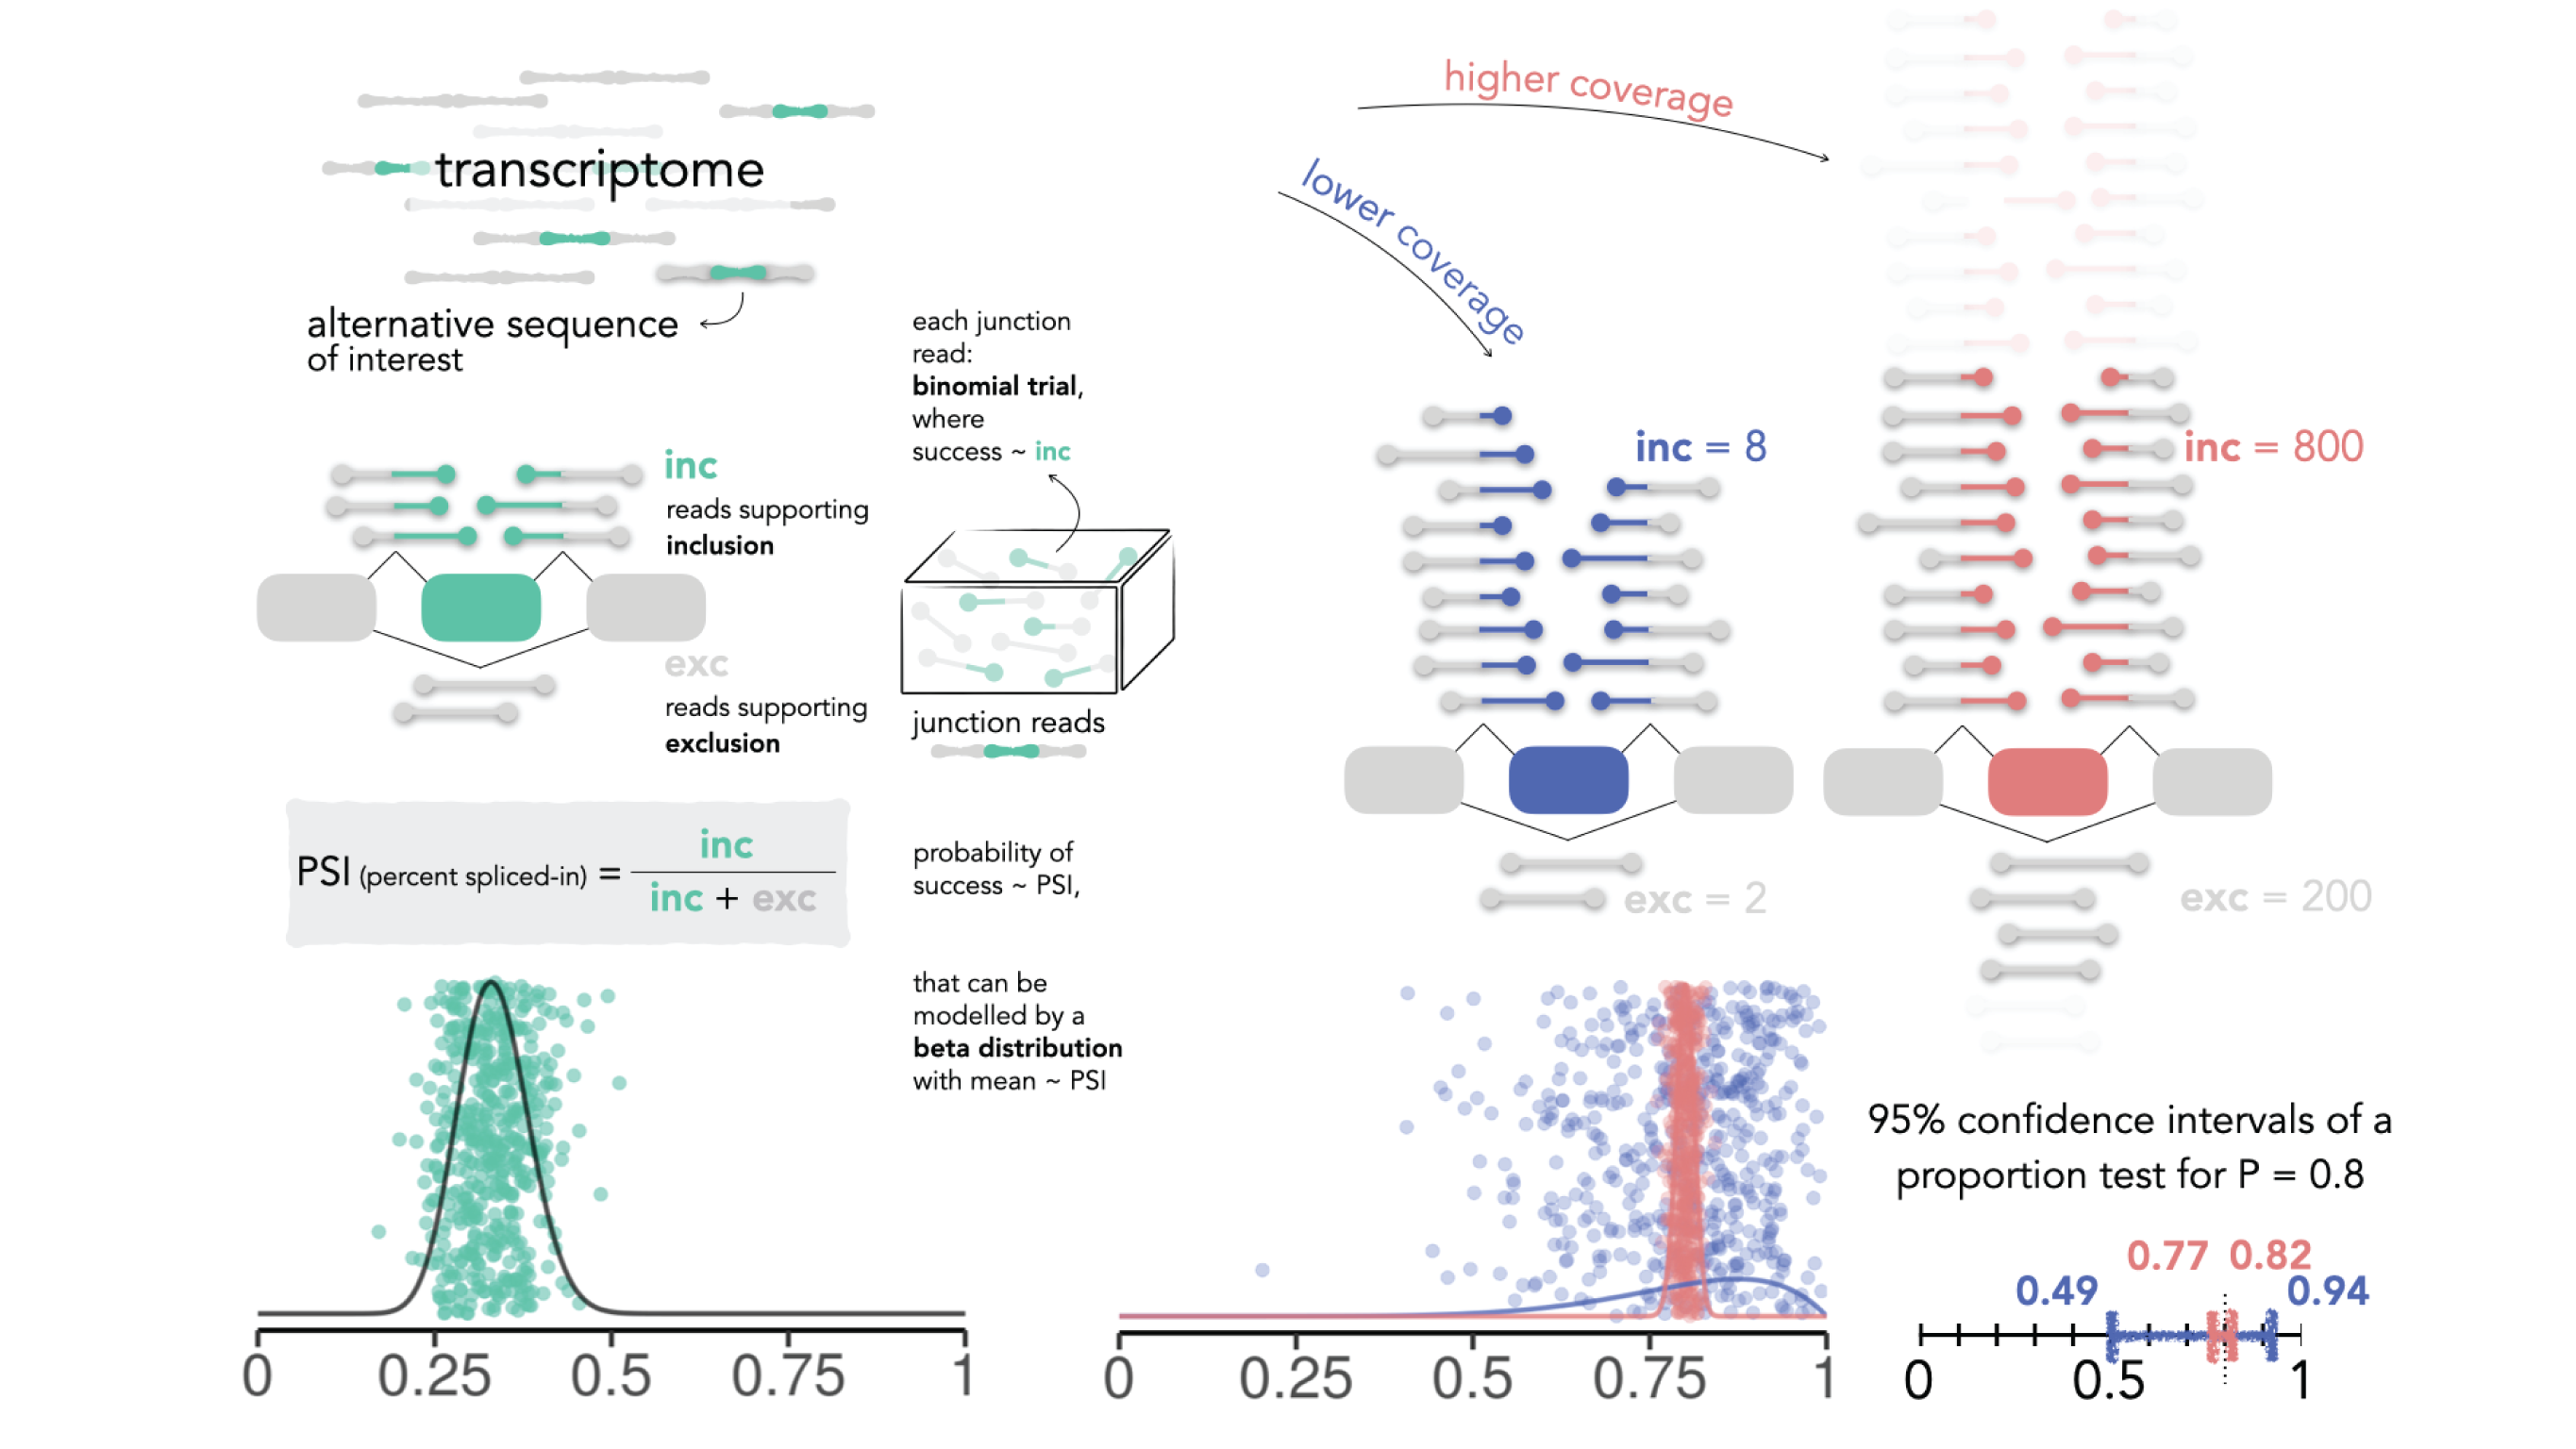 transcriptome
alternative sequence
of interest
inc
reads supporting
inclusion
exc
reads supporting
exclusion
PSI (percent spliced-in) = inc
inc + exc
0 0.25 0.5 0.75 1
each junction
read:
binomial trial,
where
success ~ inc
junction reads
probability of
success ~ PSI,
that can be
modelled by a
beta distribution
with mean ~ PSI
higher coverage
lower coverage
inc = 8
exc = 2
inc = 800
exc = 200
0 0.25 0.5 0.75 1
95% confidence intervals of a
proportion test for P = 0.8
0.77 0.82
0.49 0.94
0 0.5 1